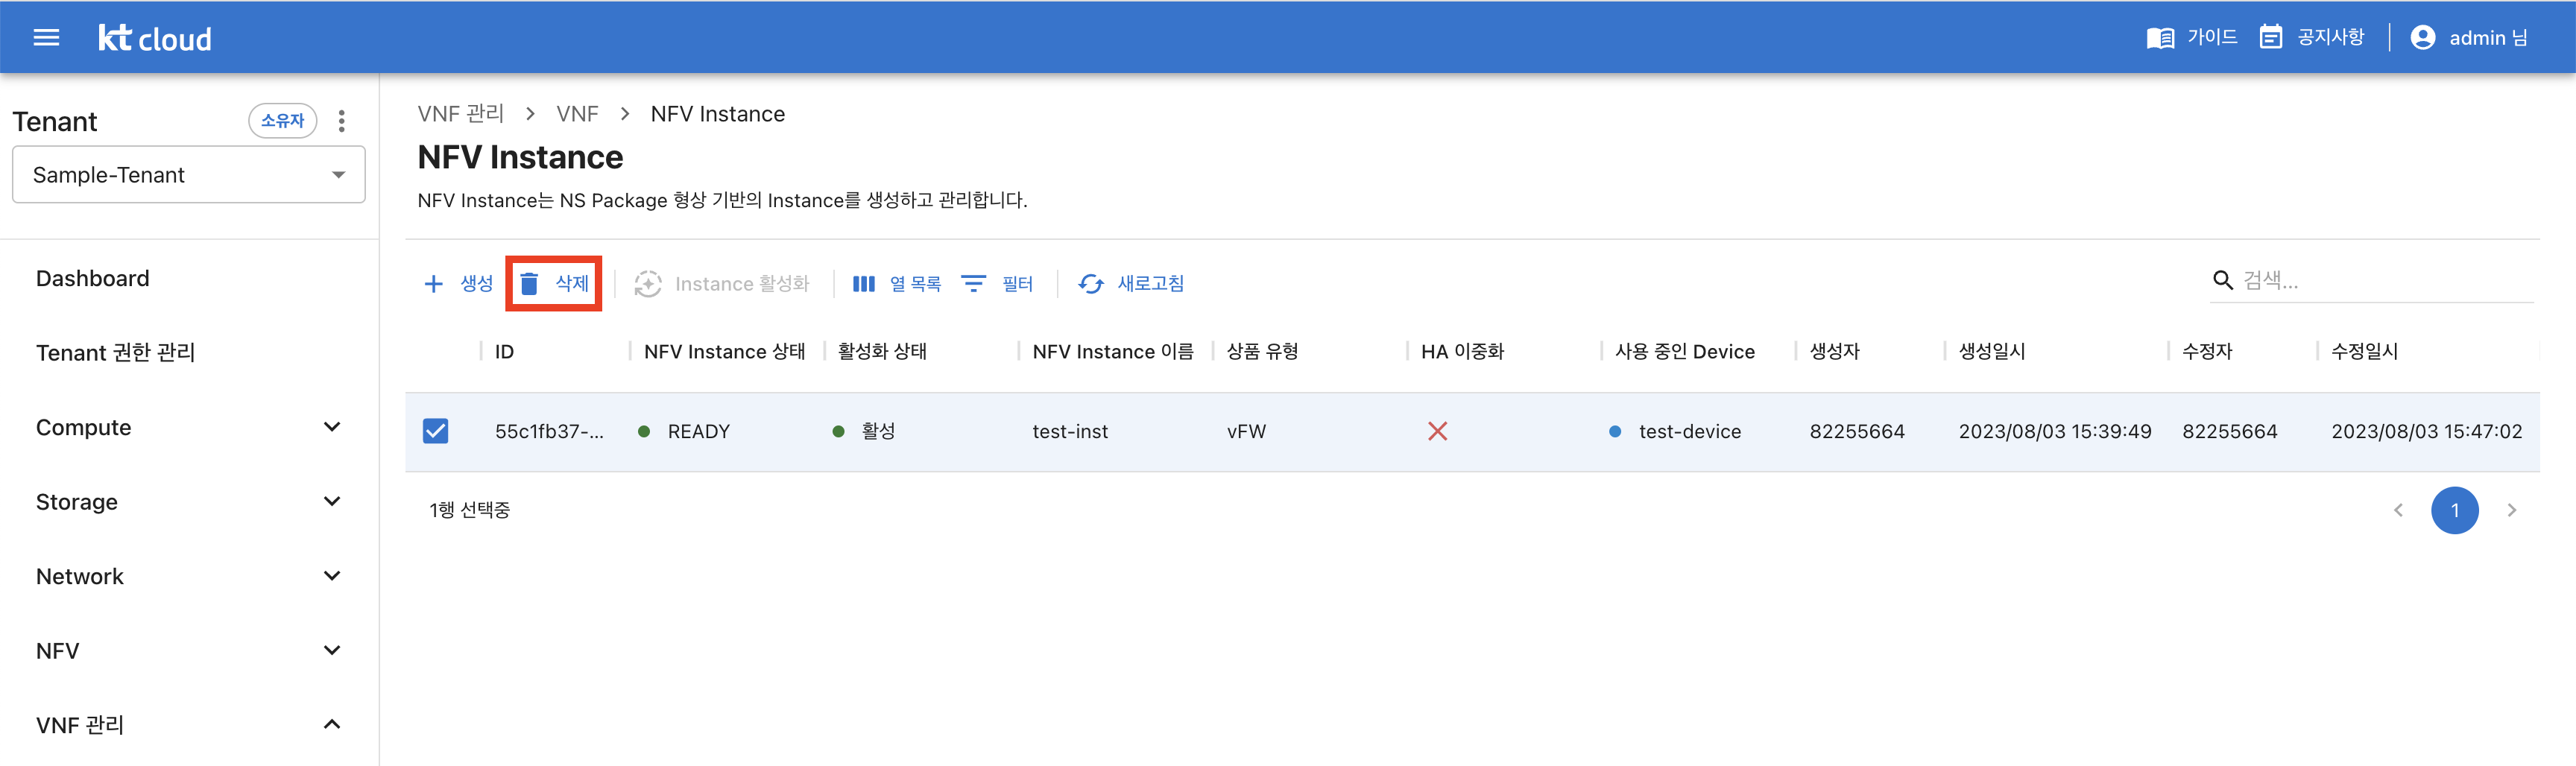 kt cloud
가이드
공지사항
admin 님
Tenant
소유자
Sample-Tenant
Dashboard
Tenant 권한 관리
Compute
Storage
Network
NFV
VNF 관리
VNF 관리 > VNF > NFV Instance
NFV Instance
NFV Instance는 NS Package 형상 기반의 Instance를 생성하고 관리합니다.
+ 생성 삭제 Instance 활성화 열 목록 필터 새로고침 검색...
ID NFV Instance 상태 활성화 상태 NFV Instance 이름 상품 유형 HA 이중화 사용 중인 Device 생성자 생성일시 수정자 수정일시
55c1fb37-... READY 활성 test-inst vFW test-device 82255664 2023/08/03 15:39:49 82255664 2023/08/03 15:47:02
1행 선택중
1